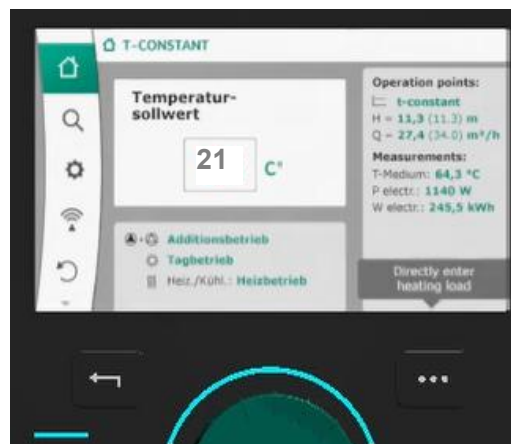 T-CONSTANT
Temperatur-
sollwert
21 C°
Additionsbetrieb
Tagbetrieb
Heiz./Kühl.: Heizbetrieb
Operation points:
t-constant
H = 11,3 (11.3) m
Q = 27,4 (34.0) m³/h
Measurements:
T-Medium: 64,3 °C
P electr.: 1140 W
W electr.: 245,5 kWh
Directly enter
heating load